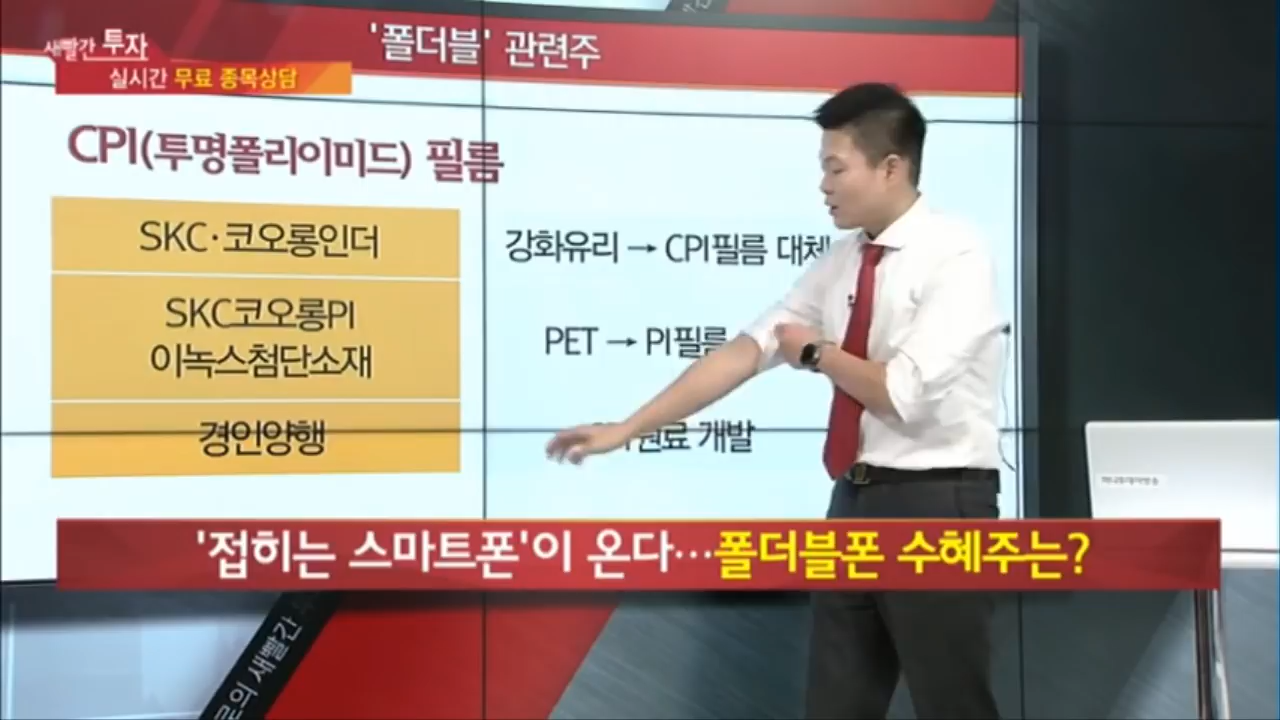 '폴더블' 관련주
새빨간 투자
실시간 무료 종목상담
CPI(투명폴리이미드) 필름
SKC·코오롱인더
강화유리 → CPI필름 대체
SKC코오롱PI
이녹스첨단소재
PET → PI필름
경인양행
원료 개발
'접히는 스마트폰'이 온다…폴더블폰 수혜주는?
새빨간